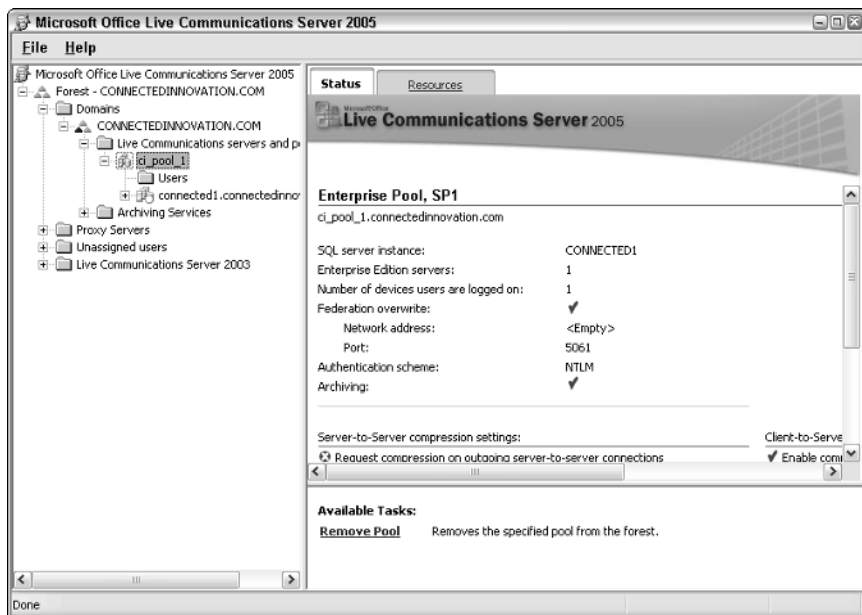 Microsoft Office Live Communications Server 2005
File Help
Microsoft Office Live Communications Server 2005
Forest - CONNECTEDINNOVATION.COM
Domains
CONNECTEDINNOVATION.COM
Live Communications servers and p
ci_pool_1
Users
connected1.connectedinno
Archiving Services
Proxy Servers
Unassigned users
Live Communications Server 2003
Status Resources
Microsoft Office
Live Communications Server 2005
Enterprise Pool, SP1
ci_pool_1.connectedinnovation.com
SQL server instance: CONNECTED1
Enterprise Edition servers: 1
Number of devices users are logged on: 1
Federation overwrite:
Network address: <Empty>
Port: 5061
Authentication scheme: NTLM
Archiving:
Server-to-Server compression settings: Client-to-Serve
Request compression on outgoing server-to-server connections Enable com
Available Tasks:
Remove Pool Removes the specified pool from the forest.
Done